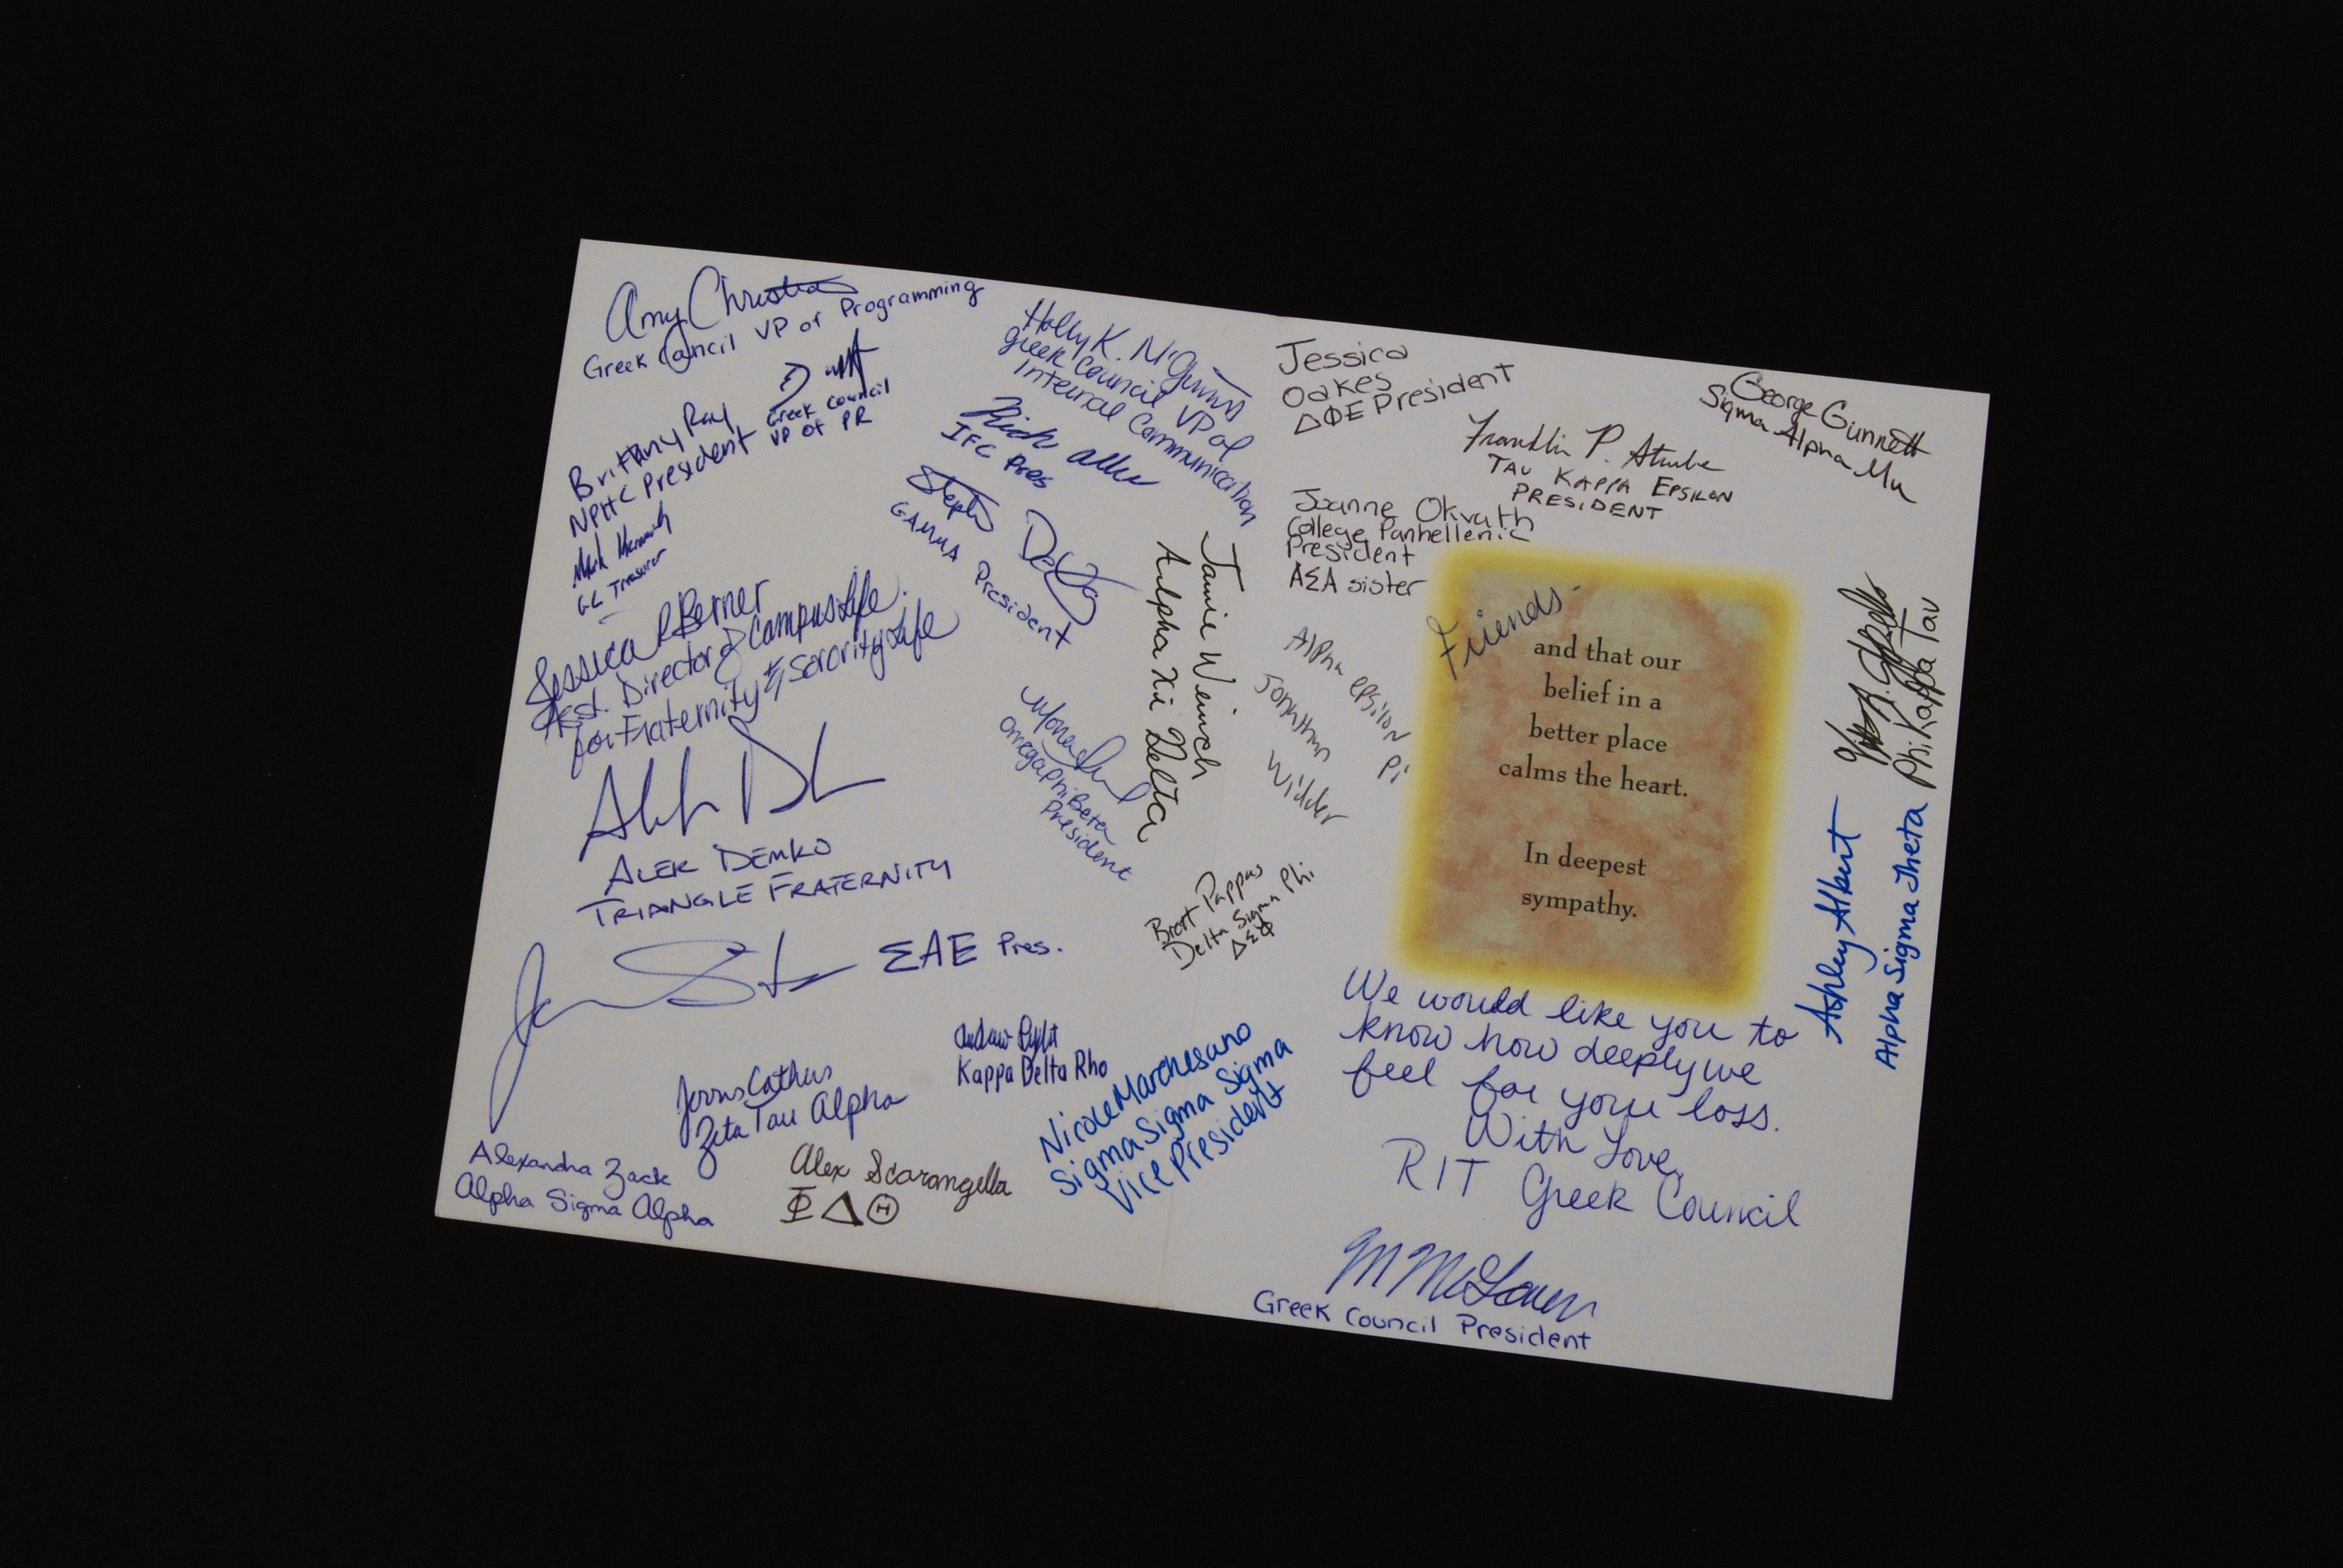 Amy
Greek Council VP of Programming
Greek Council
VP of PR
Brittany Ray
NPHC President
GC Treasurer
Jessica R Berner
Asst. Director of Campus Life
for Fraternity & Sorority Life
ALEK DEMKO
TRIANGLE FRATERNITY
ΣAE Pres.
Zeta Tau Alpha
Alexandra Zack
Alpha Sigma Alpha
Alex Scarangella
ΦΔΘ
Kappa Delta Rho
Nicole Marchesano
Sigma Sigma Sigma
Vice President
Holly K.
Greek Council VP of
Internal Communication
IFC Pres
Steph
GAMMA President
Omega Phi Beta
President
Jamie Weinsch
Alpha Xi Delta
Brett Pappas
Delta Sigma Phi
ΔΣΦ
Jessica
Oakes
ΔΦE President
Franklin P.
TAU KAPPA EPSILON
PRESIDENT
George Gunnett
Sigma Alpha Mu
Joanne Okvath
College Panhellenic
President
AΣA sister
Alpha Epsilon Pi
Jonathan
Wilder
Friends-
and that our
belief in a
better place
calms the heart.
In deepest
sympathy.
Phi Kappa Tau
Ashley Albert
Alpha Sigma Theta
We would like you to
know how deeply we
feel for your loss.
With Love,
RIT Greek Council
Greek Council President